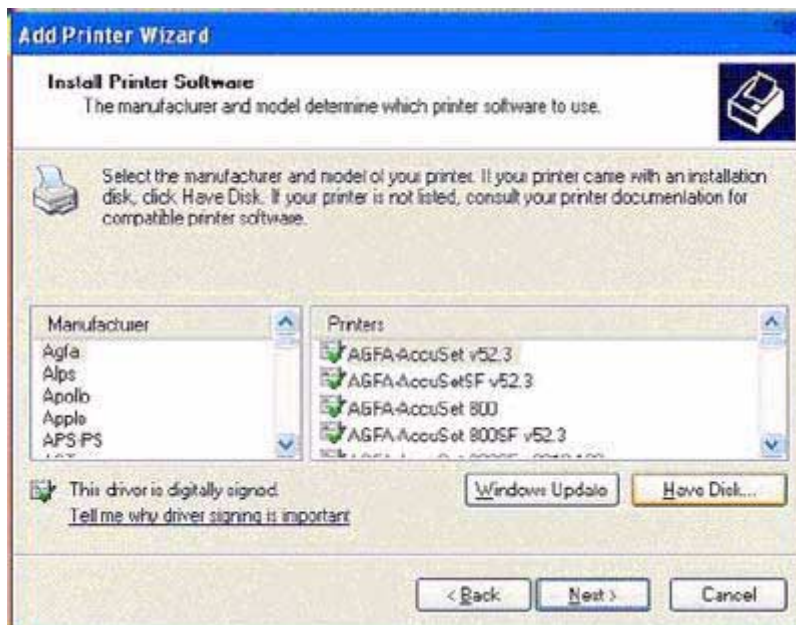 Add Printer Wizard
Install Printer Software
The manufacturer and model determine which printer software to use.
Select the manufacturer and model of your printer. If your printer came with an installation
disk, click Have Disk. If your printer is not listed, consult your printer documentation for
compatible printer software.
Manufacturer
Agfa
Alps
Apollo
Apple
APS-PS
Printers
AGFA-AccuSet v52.3
AGFA-AccuSetSF v52.3
AGFA-AccuSet 800
AGFA-AccuSet 800SF v52.3
This driver is digitally signed.
Tell me why driver signing is important
Windows Update
Have Disk...
< Back
Next >
Cancel